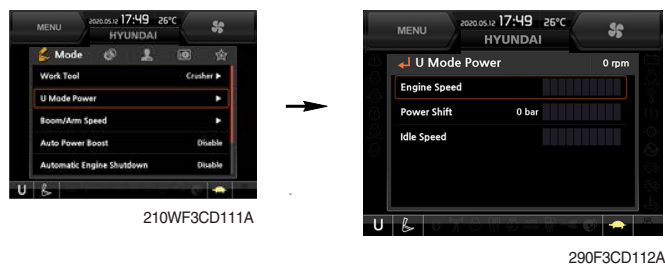 MENU
2020.05.12 17:49 26°C
HYUNDAI
Mode
Work Tool Crusher ▶
U Mode Power ▶
Boom/Arm Speed ▶
Auto Power Boost Disable
Automatic Engine Shutdown Disable
U
210WF3CD111A
MENU
2020.05.12 17:49 26°C
HYUNDAI
U Mode Power 0 rpm
Engine Speed
Power Shift 0 bar
Idle Speed
U
290F3CD112A